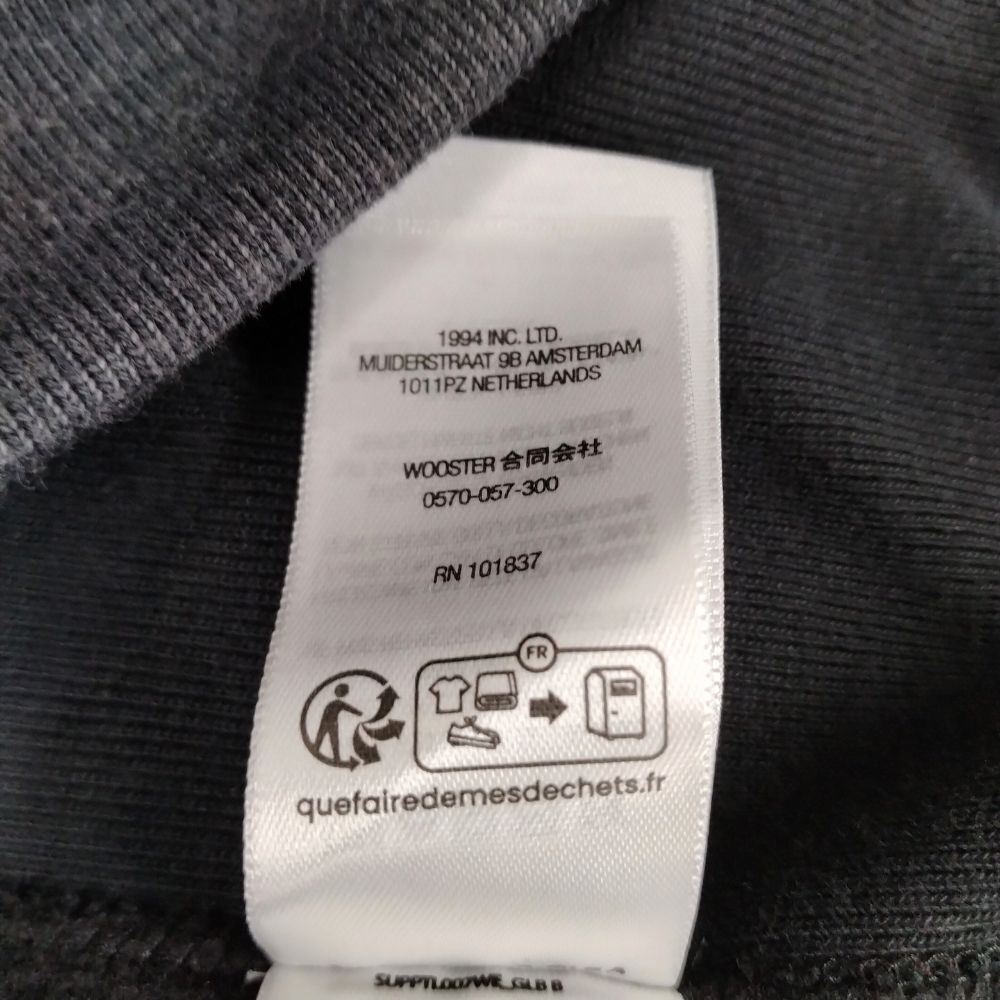 1994 INC. LTD.
MUIDERSTRAAT 9B AMSTERDAM
1011PZ NETHERLANDS
WOOSTER 合同会社
0570-057-300
RN 101837
FR
quefairedemesdechets.fr
SUPPTL007WE_GLB B